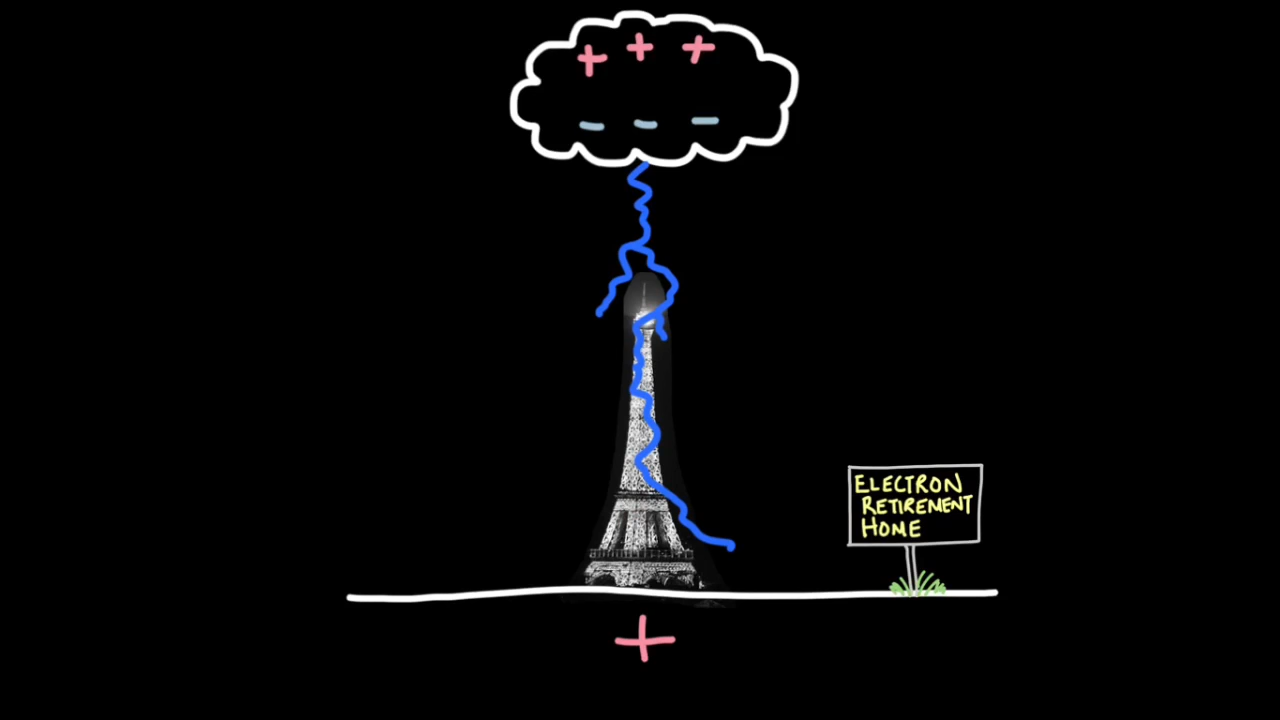 + + +
- - -
ELECTRON
RETIREMENT
HOME
+